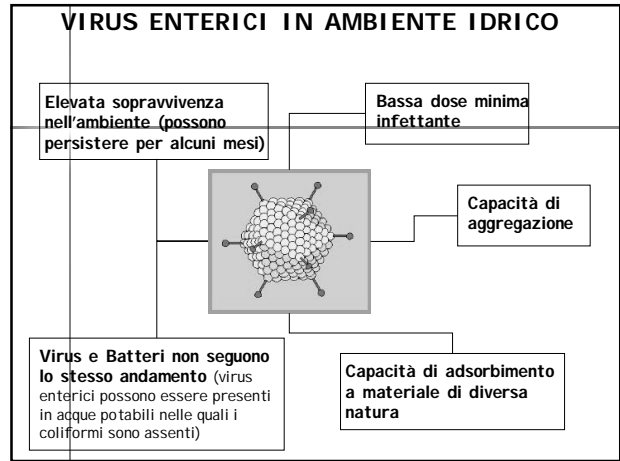 VIRUS ENTERICI IN AMBIENTE IDRICO
Elevata sopravvivenza
nell'ambiente (possono
persistere per alcuni mesi)
Bassa dose minima
infettante
Capacità di
aggregazione
Virus e Batteri non seguono
lo stesso andamento (virus
enterici possono essere presenti
in acque potabili nelle quali i
coliformi sono assenti)
Capacità di adsorbimento
a materiale di diversa
natura